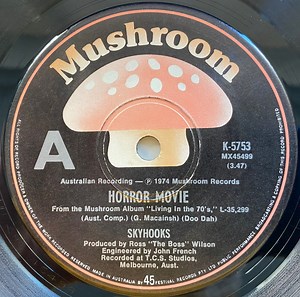 Mushroom
A
K-5753
MX45499
(3.47)
Australian Recording — ℗ 1974 Mushroom Records
HORROR MOVIE
From the Mushroom Album "Living in the 70's," L-35,299
(Aust. Comp.) (G. Macainsh) (Doo Dah)
SKYHOOKS
Produced by Ross "The Boss" Wilson
Engineered by John French
Recorded at T.C.S. Studios,
Melbourne, Aust.
45